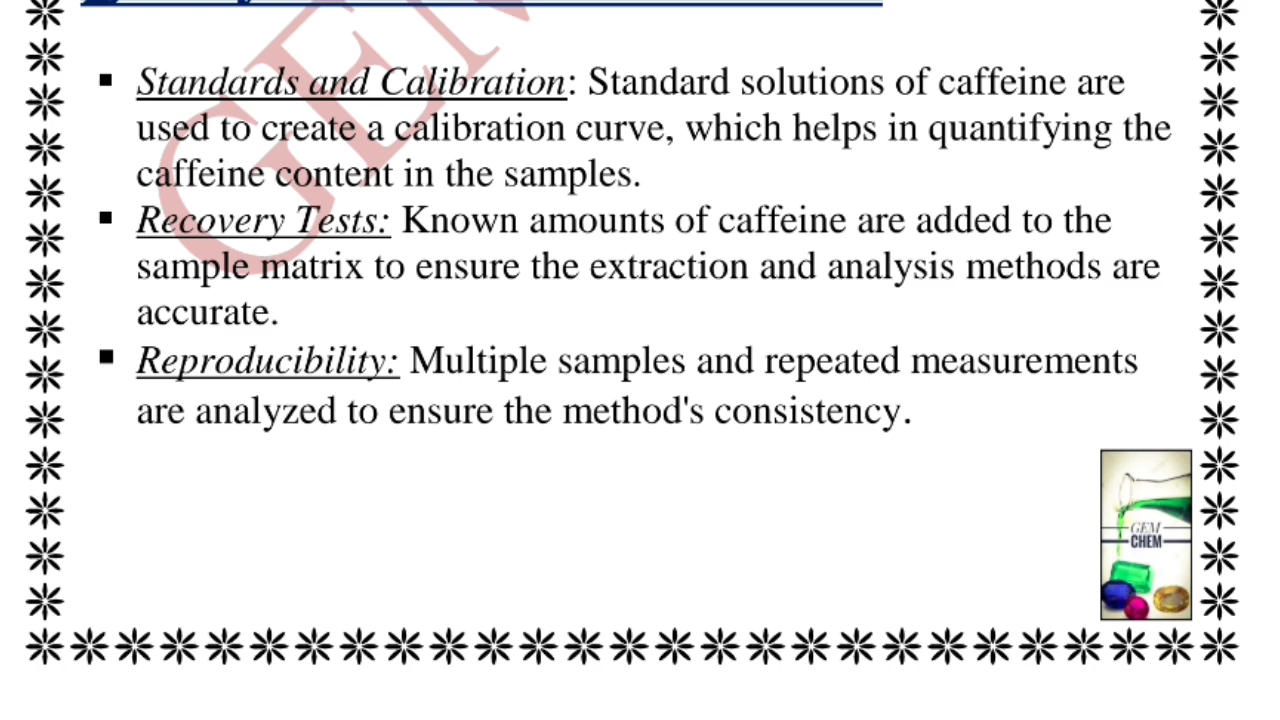 ▪ Standards and Calibration: Standard solutions of caffeine are
used to create a calibration curve, which helps in quantifying the
caffeine content in the samples.
▪ Recovery Tests: Known amounts of caffeine are added to the
sample matrix to ensure the extraction and analysis methods are
accurate.
▪ Reproducibility: Multiple samples and repeated measurements
are analyzed to ensure the method's consistency.
GEM
CHEM